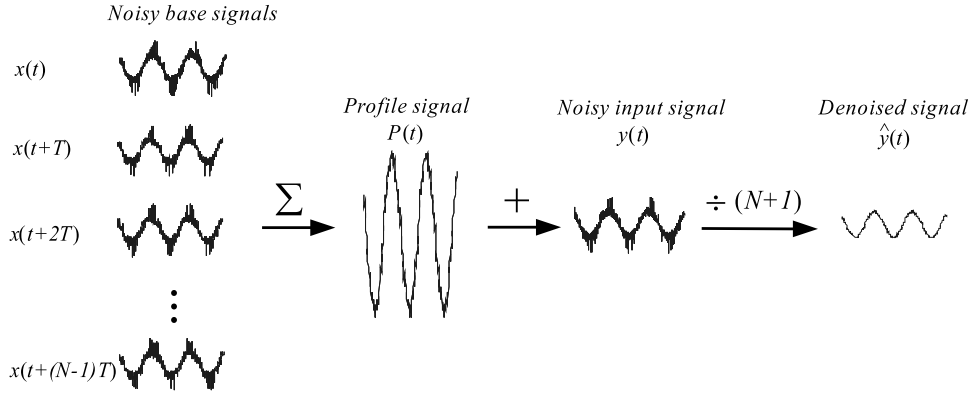 Noisy base signals
x(t)
x(t+T)
x(t+2T)
⋮
x(t+(N-1)T)
Σ
Profile signal
P(t)
+
Noisy input signal
y(t)
÷ (N+1)
Denoised signal
ŷ(t)